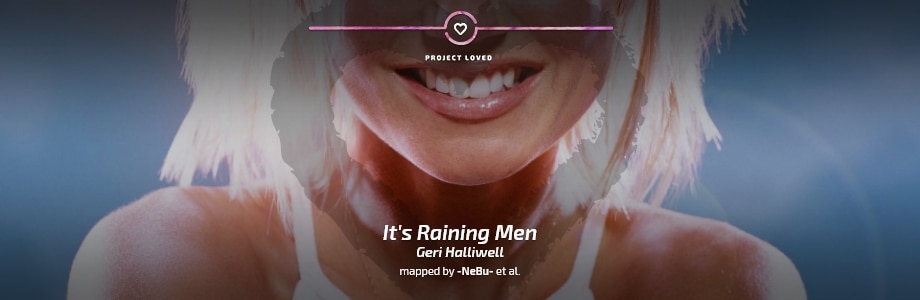 PROJECT LOVED
It's Raining Men
Geri Halliwell
mapped by -NeBu- et al.